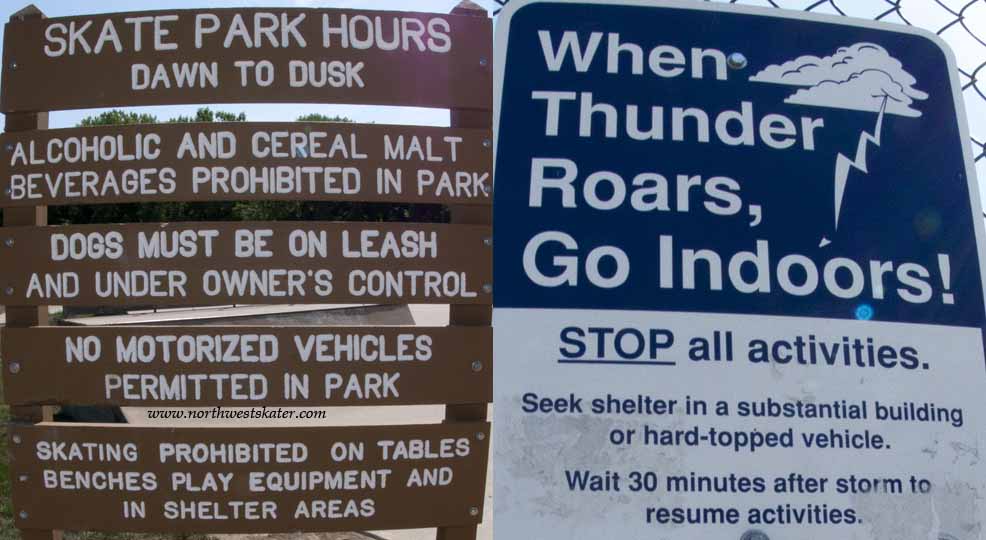 SKATE PARK HOURS
DAWN TO DUSK
ALCOHOLIC AND CEREAL MALT
BEVERAGES PROHIBITED IN PARK
DOGS MUST BE ON LEASH
AND UNDER OWNER'S CONTROL
NO MOTORIZED VEHICLES
PERMITTED IN PARK
www.northwestskater.com
SKATING PROHIBITED ON TABLES
BENCHES PLAY EQUIPMENT AND
IN SHELTER AREAS
When
Thunder
Roars,
Go Indoors!
STOP all activities.
Seek shelter in a substantial building
or hard-topped vehicle.
Wait 30 minutes after storm to
resume activities.